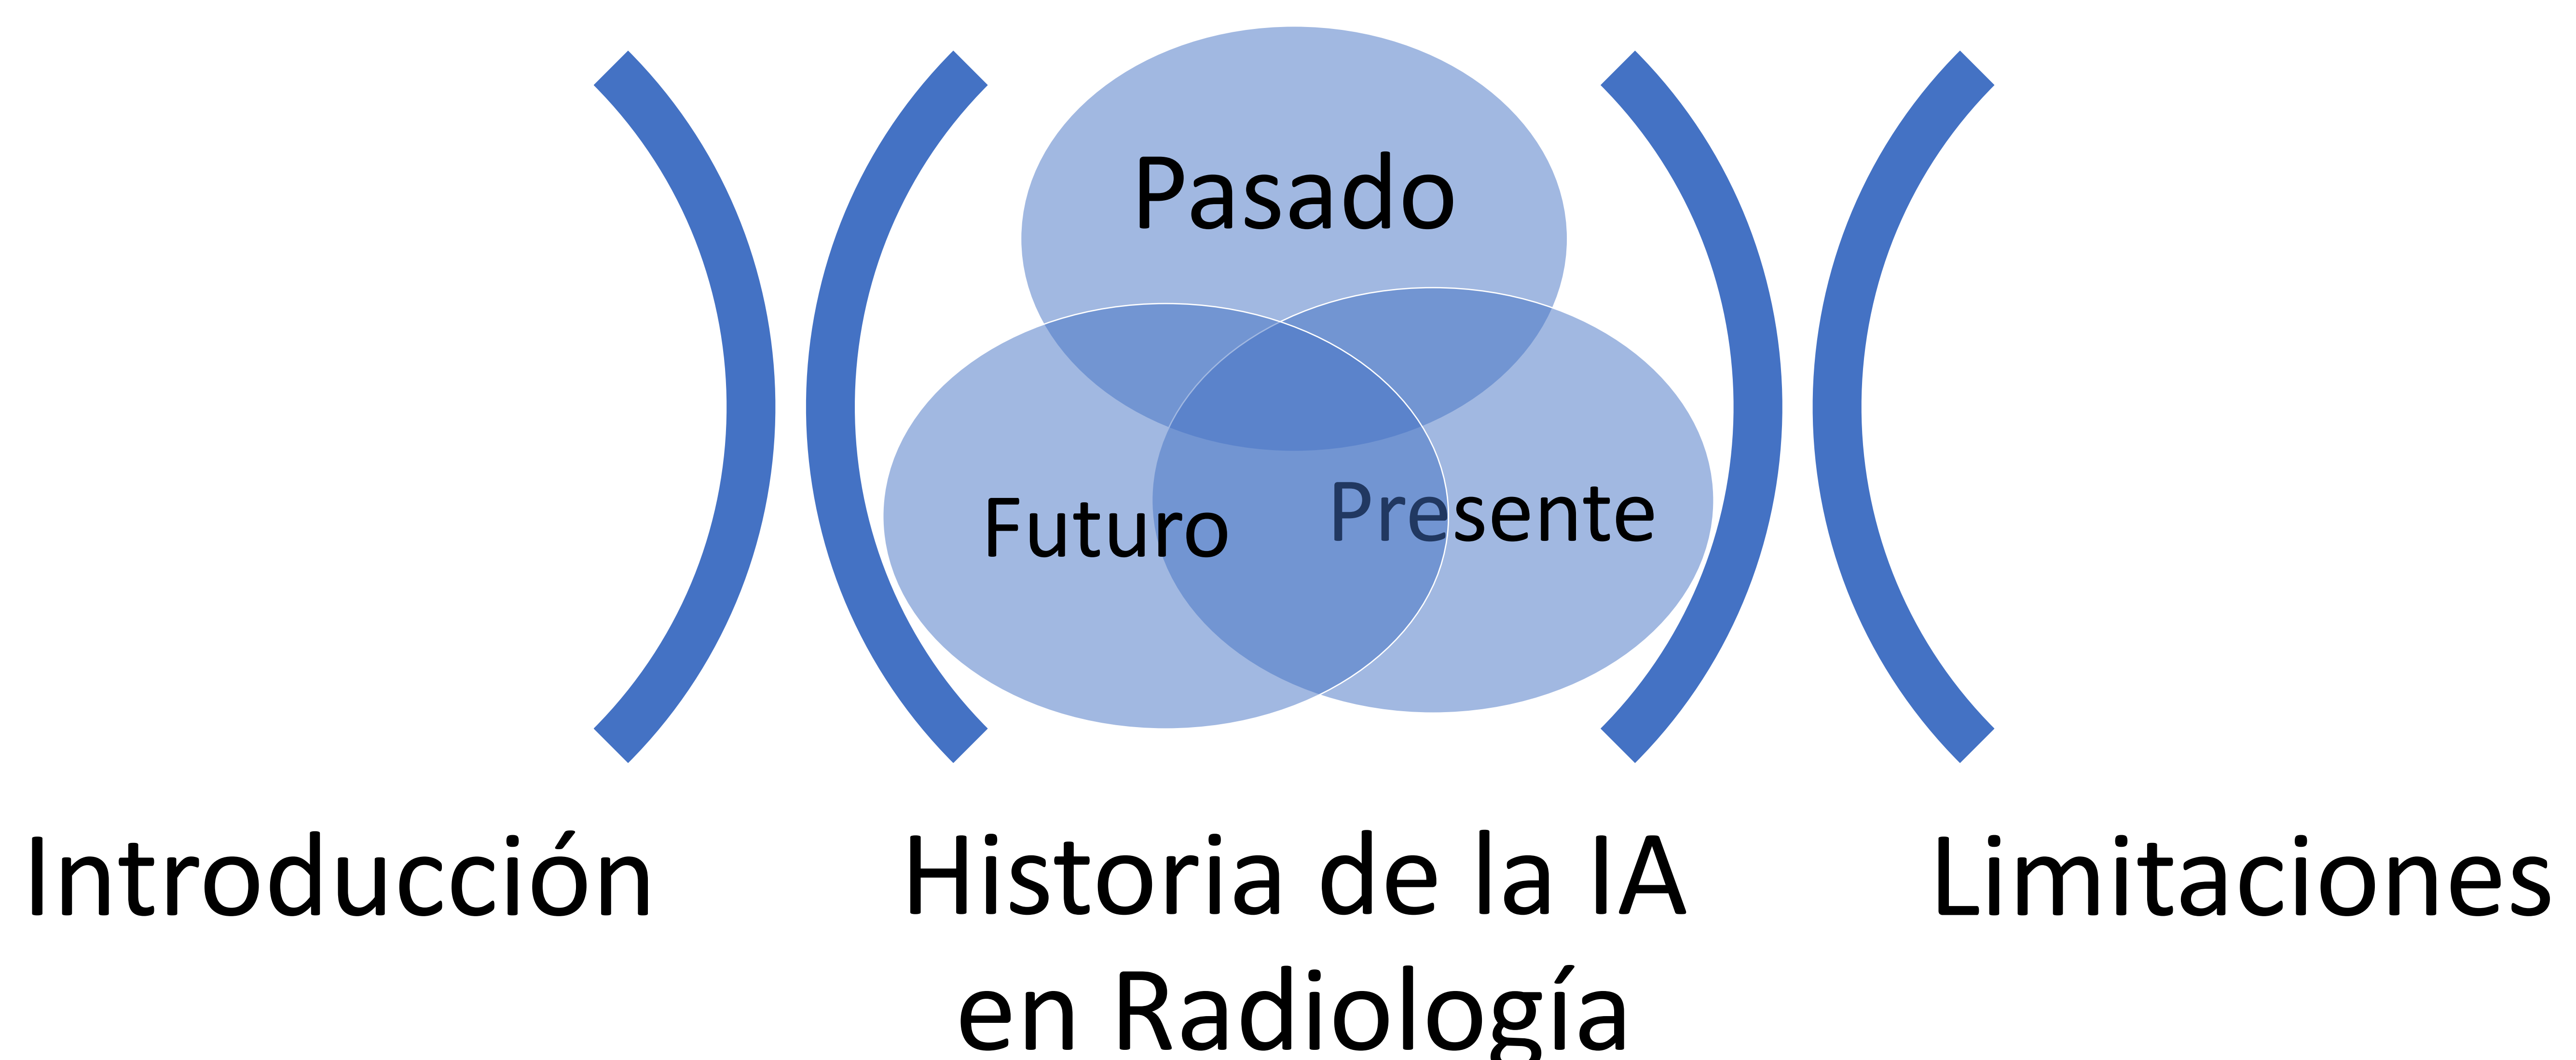 Pasado
Futuro
Presente
Introducción
Historia de la IA
en Radiología
Limitaciones